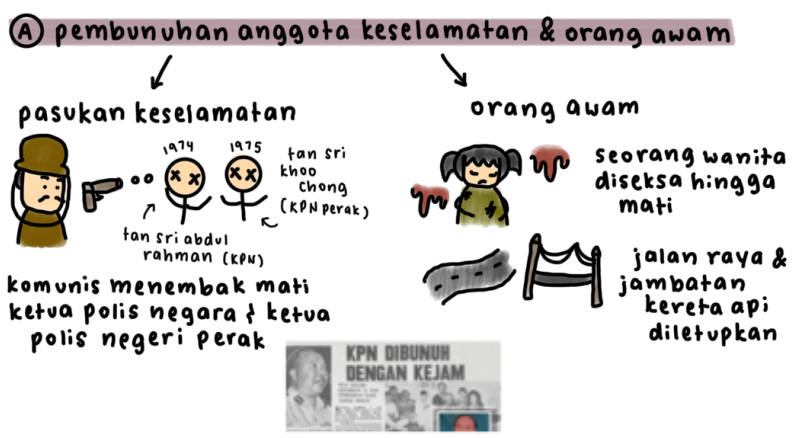 A pembunuhan anggota keselamatan & orang awam
pasukan keselamatan
1974
1975
tan sri
khoo
chong
(KPN perak)
tan sri abdul
rahman (KPN)
komunis menembak mati
ketua polis negara & ketua
polis negeri perak
orang awam
seorang wanita
diseksa hingga
mati
jalan raya &
jambatan
kereta api
diletupkan
KPN DIBUNUH
DENGAN KEJAM